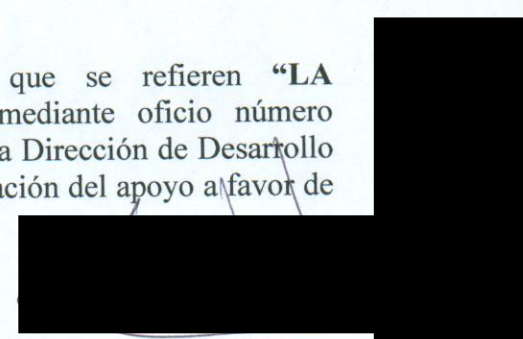 que se refieren “LA
mediante oficio número
a Dirección de Desarrollo
ación del apoyo a favor de